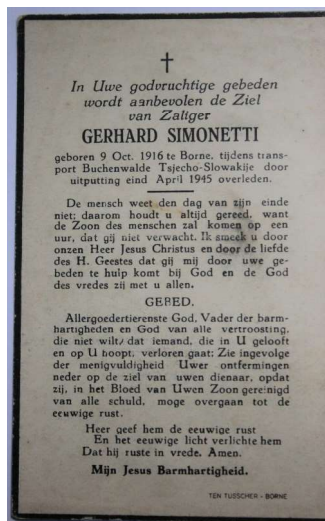 In Uwe godvruchtige gebeden
wordt aanbevolen de Ziel
van Zaliger
GERHARD SIMONETTI
geboren 9 Oct. 1916 te Borne, tijdens trans-
port Buchenwalde Tsjecho-Slowakije door
uitputting eind April 1945 overleden.
De mensch weet den dag van zijn einde
niet; daarom houdt u altijd gereed, want
de Zoon des menschen zal komen op een
uur, dat gij niet verwacht. Ik smeek u door
onzen Heer Jesus Christus en door de liefde
des H. Geestes dat gij mij door uwe ge-
beden te hulp komt bij God en de God
des vredes zij met u allen.
GEBED.
Allergoedertierenste God, Vader der barm-
hartigheden en God van alle vertroosting,
die niet wilt, dat iemand, die in U gelooft
en op U hoopt, verloren gaat; Zie ingevolge
der menigvuldigheid Uwer ontfermingen
neder op de ziel van uwen dienaar, opdat
zij, in het Bloed van Uwen Zoon gereinigd
van alle schuld, moge overgaan tot de
eeuwige rust.
Heer geef hem de eeuwige rust
En het eeuwige licht verlichte hem
Dat hij ruste in vrede. Amen.
Mijn Jesus Barmhartigheid.
TEN TUSSCHER - BORNE